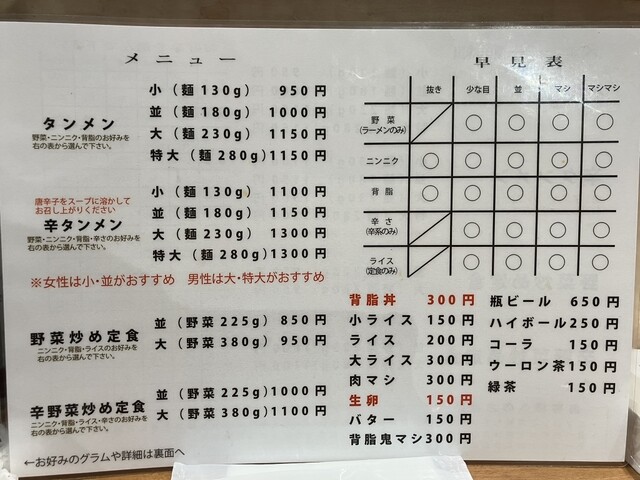 メニュー
タンメン
野菜・ニンニク・背脂のお好みを
右の表から選んで下さい。
小 (麺130g) 950円
並 (麺180g) 1000円
大 (麺230g) 1150円
特大 (麺280g) 1150円
唐辛子をスープに溶かして
お召し上がりください
辛タンメン
野菜・ニンニク・背脂・辛さのお好みを
右の表から選んで下さい。
小 (麺130g) 1100円
並 (麺180g) 1150円
大 (麺230g) 1300円
特大 (麺280g) 1300円
※女性は小・並がおすすめ 男性は大・特大がおすすめ
野菜炒め定食
ニンニク・背脂・ライスのお好みを
右の表から選んで下さい。
並 (野菜225g) 850円
大 (野菜380g) 950円
辛野菜炒め定食
ニンニク・背脂・ライス・辛さのお好みを
右の表から選んで下さい。
並 (野菜225g) 1000円
大 (野菜380g) 1100円
←お好みのグラムや詳細は裏面へ
早見表
抜き 少な目 並 マシ マシマシ
野菜
(ラーメンのみ) ○ ○ ○ ○
ニンニク ○ ○ ○ ○ ○
背脂 ○ ○ ○ ○ ○
辛さ
(辛系のみ) ○ ○ ○ ○
ライス
(定食のみ) ○ ○ ○ ○
背脂丼 300円
小ライス 150円
ライス 200円
大ライス 300円
肉マシ 300円
生卵 150円
バター 150円
背脂鬼マシ 300円
瓶ビール 650円
ハイボール 250円
コーラ 150円
ウーロン茶 150円
緑茶 150円